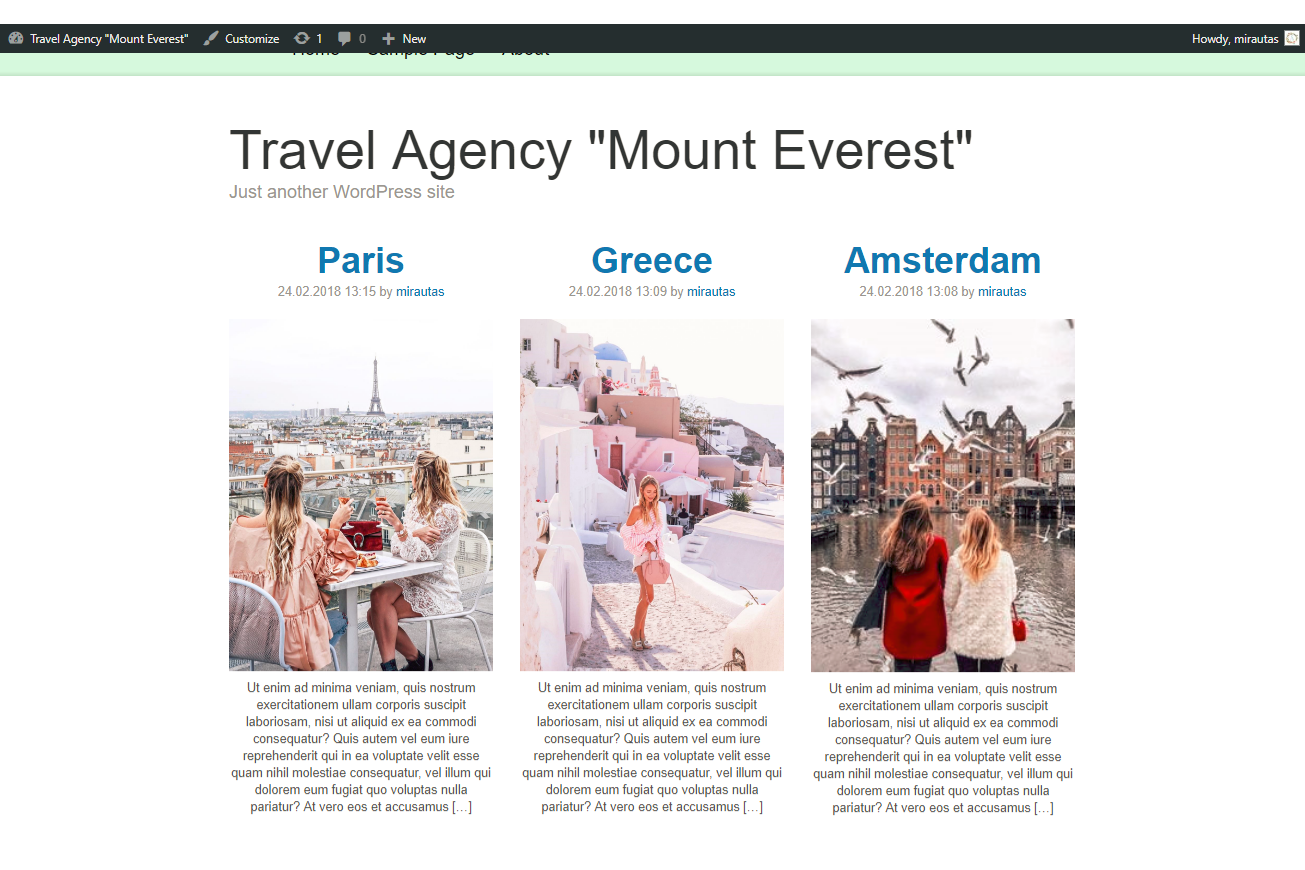 Travel Agency "Mount Everest" Customize 1 0 New Howdy, mirautas
Home Sample Page About
Travel Agency "Mount Everest"
Just another WordPress site
Paris
24.02.2018 13:15 by mirautas
Ut enim ad minima veniam, quis nostrum
exercitationem ullam corporis suscipit
laboriosam, nisi ut aliquid ex ea commodi
consequatur? Quis autem vel eum iure
reprehenderit qui in ea voluptate velit esse
quam nihil molestiae consequatur, vel illum qui
dolorem eum fugiat quo voluptas nulla
pariatur? At vero eos et accusamus […]
Greece
24.02.2018 13:09 by mirautas
Ut enim ad minima veniam, quis nostrum
exercitationem ullam corporis suscipit
laboriosam, nisi ut aliquid ex ea commodi
consequatur? Quis autem vel eum iure
reprehenderit qui in ea voluptate velit esse
quam nihil molestiae consequatur, vel illum qui
dolorem eum fugiat quo voluptas nulla
pariatur? At vero eos et accusamus […]
Amsterdam
24.02.2018 13:08 by mirautas
Ut enim ad minima veniam, quis nostrum
exercitationem ullam corporis suscipit
laboriosam, nisi ut aliquid ex ea commodi
consequatur? Quis autem vel eum iure
reprehenderit qui in ea voluptate velit esse
quam nihil molestiae consequatur, vel illum qui
dolorem eum fugiat quo voluptas nulla
pariatur? At vero eos et accusamus […]